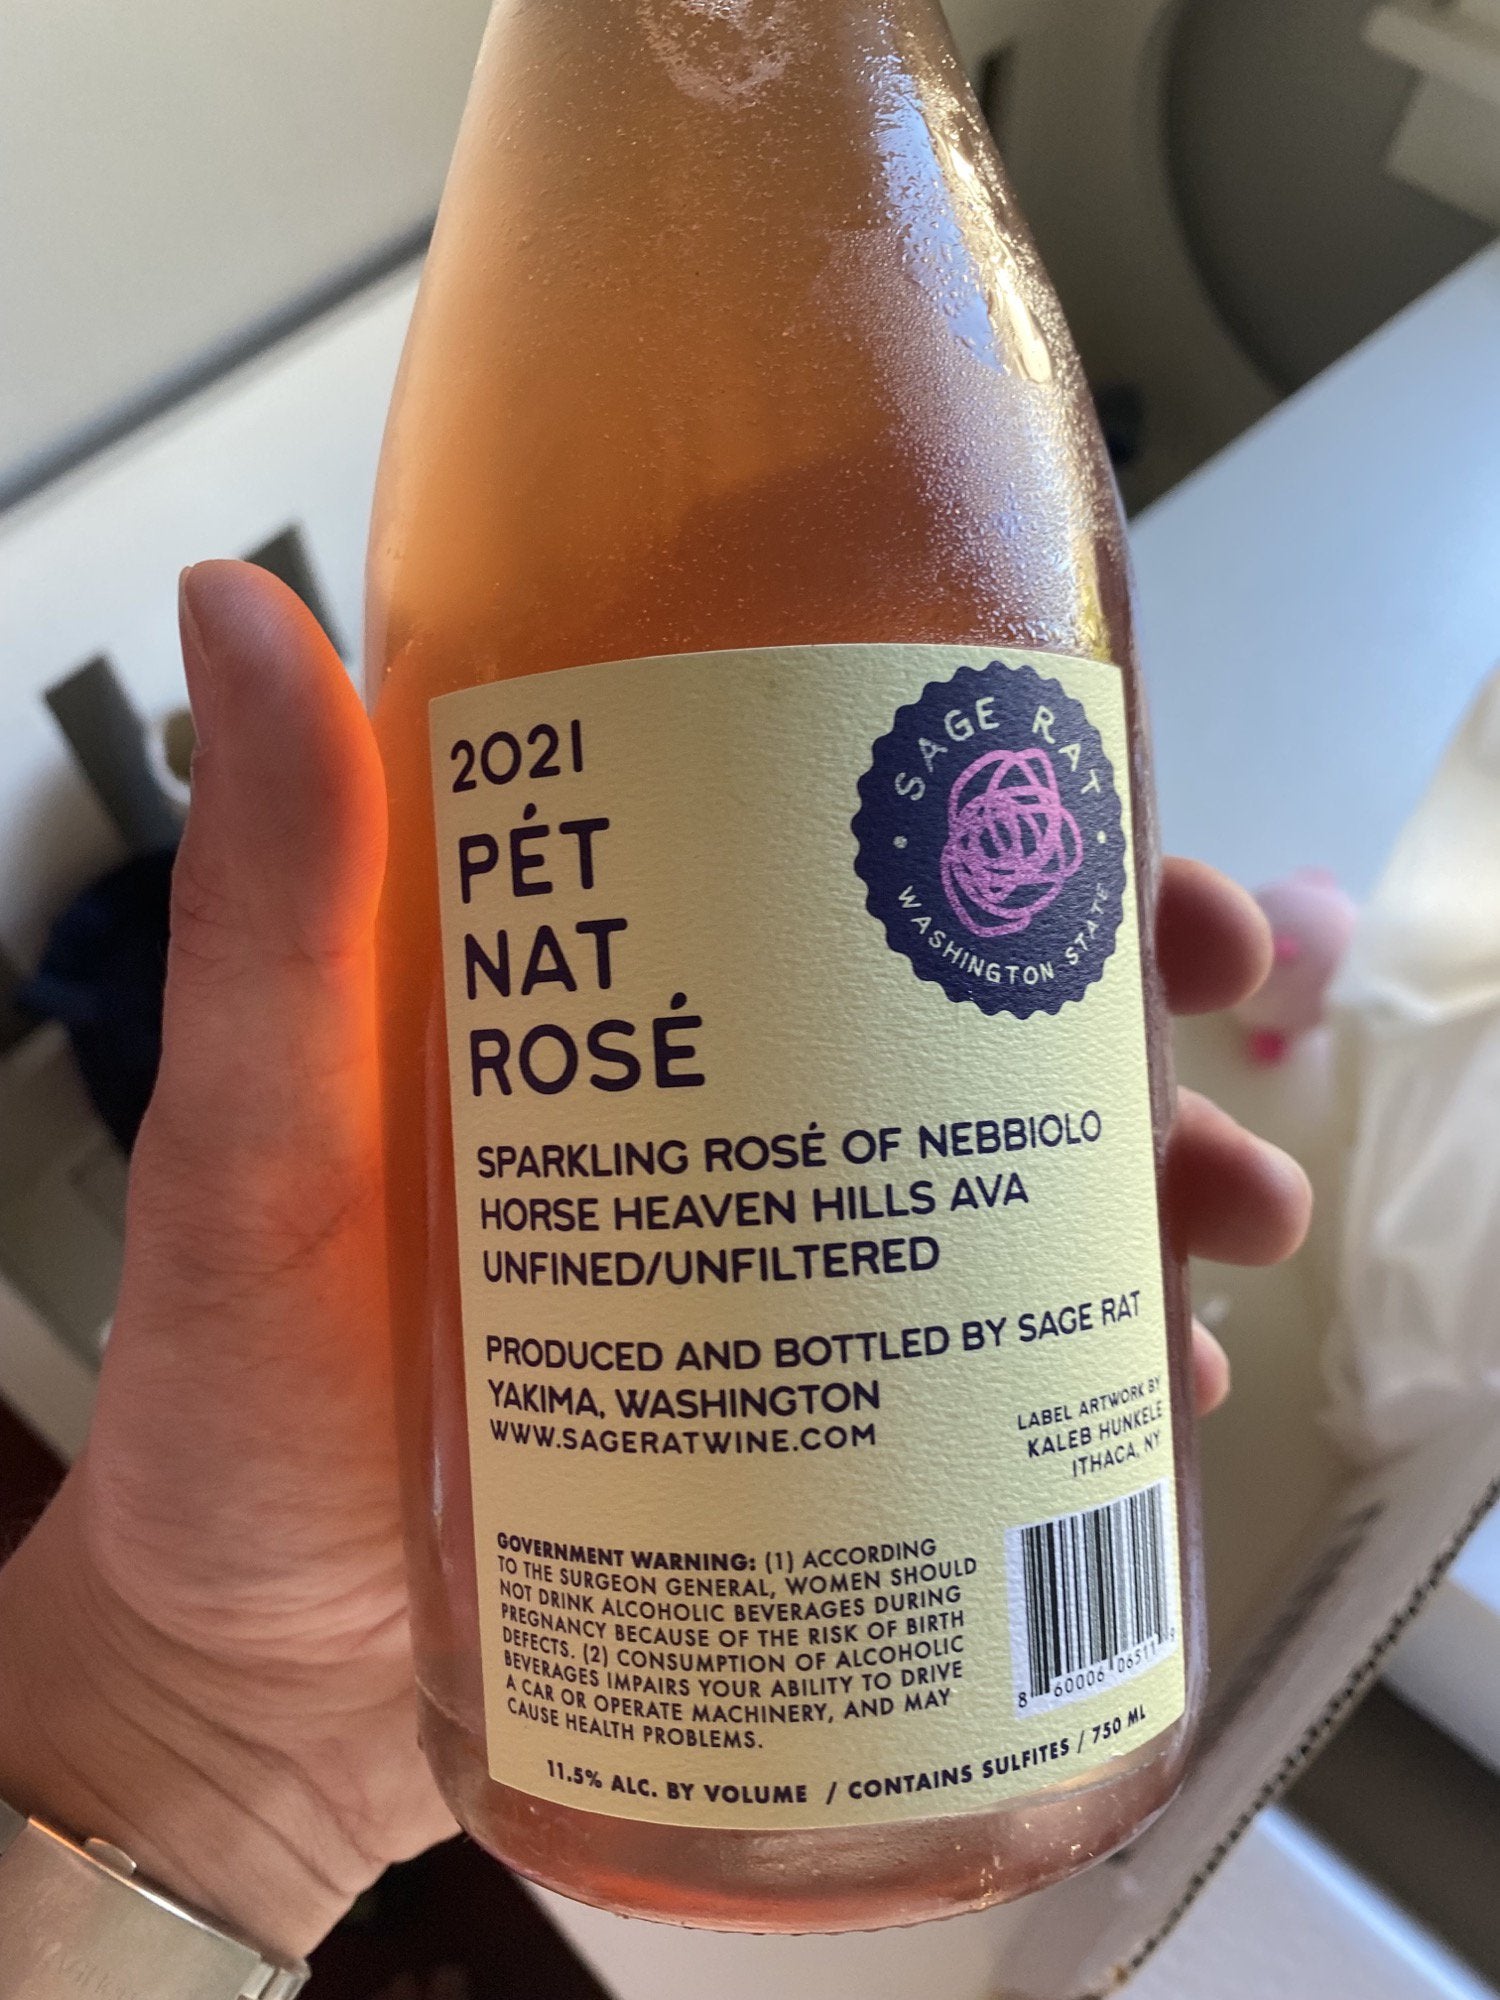 2021
PÉT
NAT
ROSÉ
SAGE RAT
WASHINGTON STATE
SPARKLING ROSÉ OF NEBBIOLO
HORSE HEAVEN HILLS AVA
UNFINED/UNFILTERED
PRODUCED AND BOTTLED BY SAGE RAT
YAKIMA, WASHINGTON
WWW.SAGERATWINE.COM
LABEL ARTWORK BY
KALEB HUNKELE
ITHACA, NY
GOVERNMENT WARNING: (1) ACCORDING
TO THE SURGEON GENERAL, WOMEN SHOULD
NOT DRINK ALCOHOLIC BEVERAGES DURING
PREGNANCY BECAUSE OF THE RISK OF BIRTH
DEFECTS. (2) CONSUMPTION OF ALCOHOLIC
BEVERAGES IMPAIRS YOUR ABILITY TO DRIVE
A CAR OR OPERATE MACHINERY, AND MAY
CAUSE HEALTH PROBLEMS.
8 60006 06511 9
11.5% ALC. BY VOLUME / CONTAINS SULFITES / 750 ML